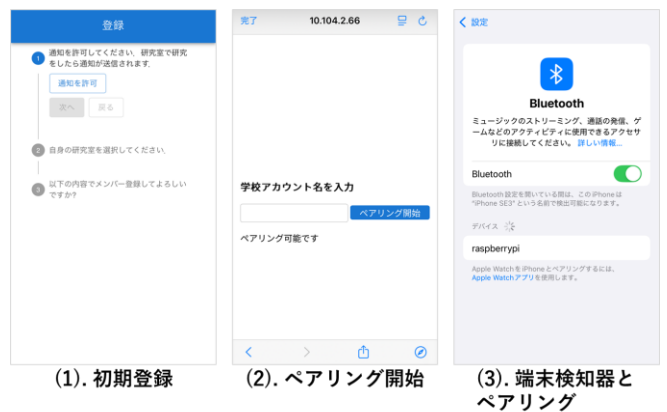 登録
1 通知を許可してください．研究室で研究
をしたら通知が送信されます．
通知を許可
次へ 戻る
2 自身の研究室を選択してください．
3 以下の内容でメンバー登録してよろしい
ですか?
(1). 初期登録
完了 10.104.2.66
学校アカウント名を入力
ペアリング開始
ペアリング可能です
(2). ペアリング開始
設定
Bluetooth
ミュージックのストリーミング、通話の発信、ゲ
ームなどのアクティビティに使用できるアクセサ
リに接続してください。 詳しい情報...
Bluetooth
Bluetooth設定を開いている間は、このiPhoneは
"iPhone SE3"という名前で検出可能になります。
デバイス
raspberrypi
Apple WatchをiPhoneとペアリングするには、
Apple Watchアプリを使用します。
(3). 端末検知器と
ペアリング